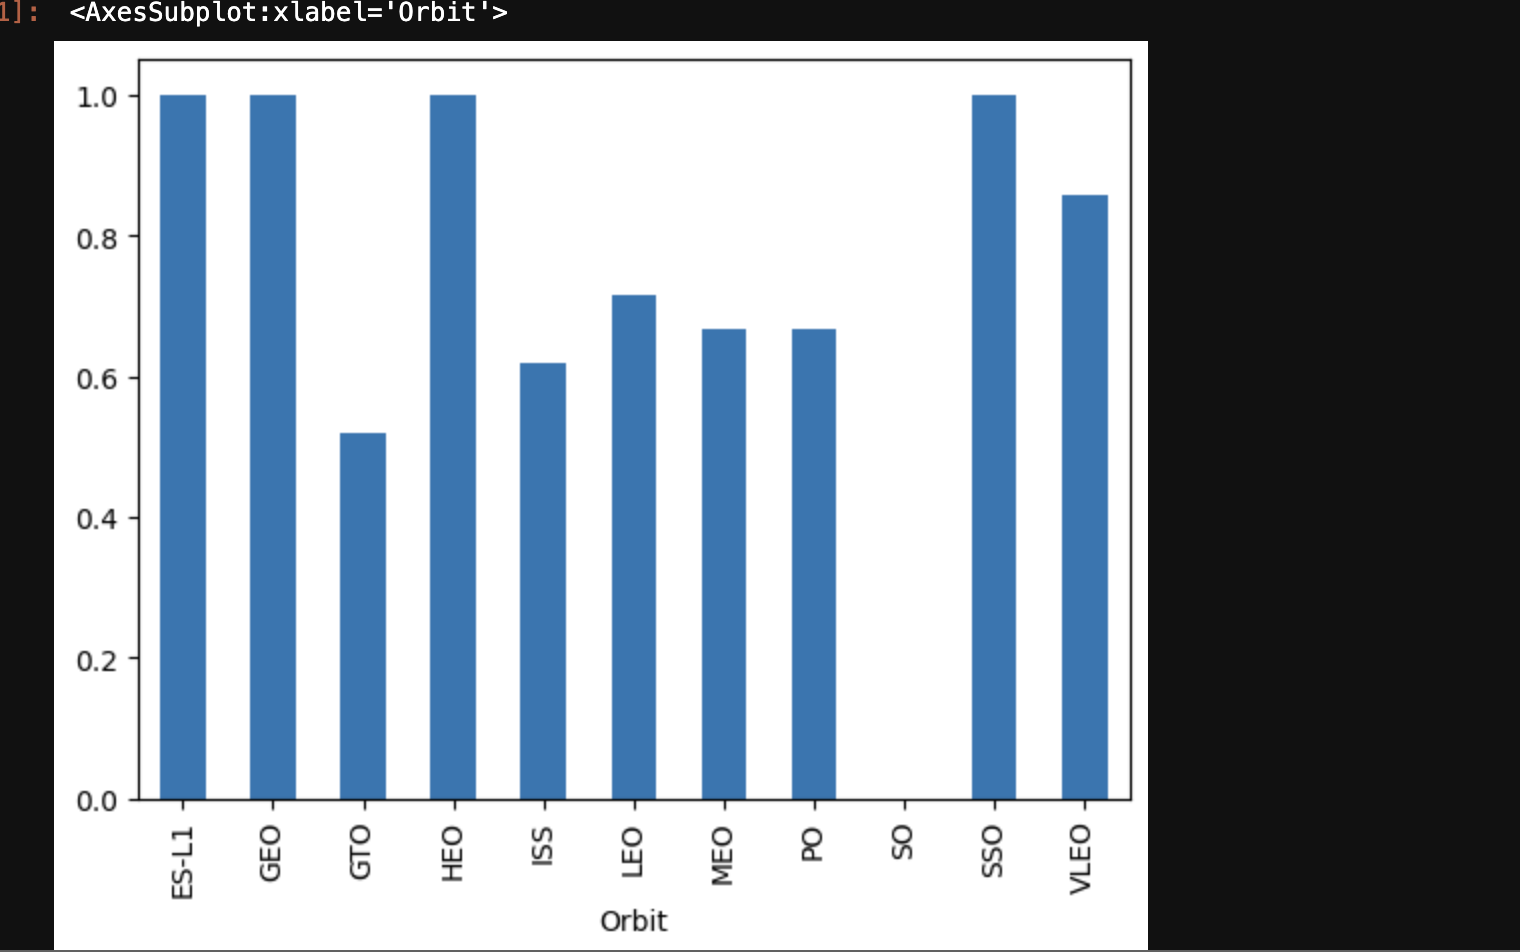 1]: <AxesSubplot:xlabel='Orbit'>
1.0
0.8
0.6
0.4
0.2
0.0
ES-L1 GEO GTO HEO ISS LEO MEO PO SO SSO VLEO
Orbit